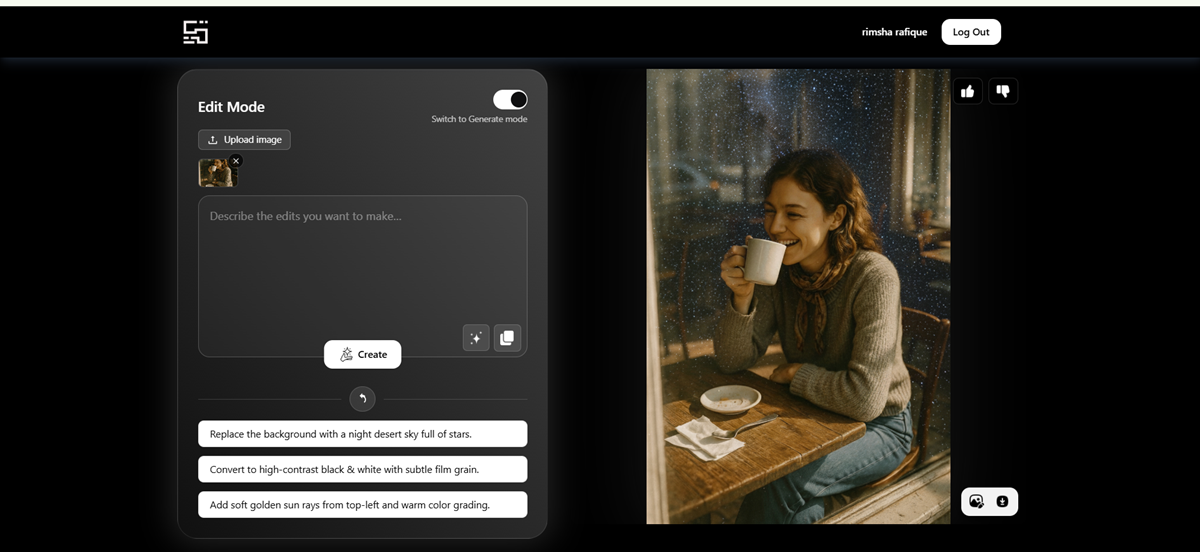 rimsha rafique
Log Out
Edit Mode
Switch to Generate mode
Upload image
Describe the edits you want to make...
Create
Replace the background with a night desert sky full of stars.
Convert to high-contrast black & white with subtle film grain.
Add soft golden sun rays from top-left and warm color grading.